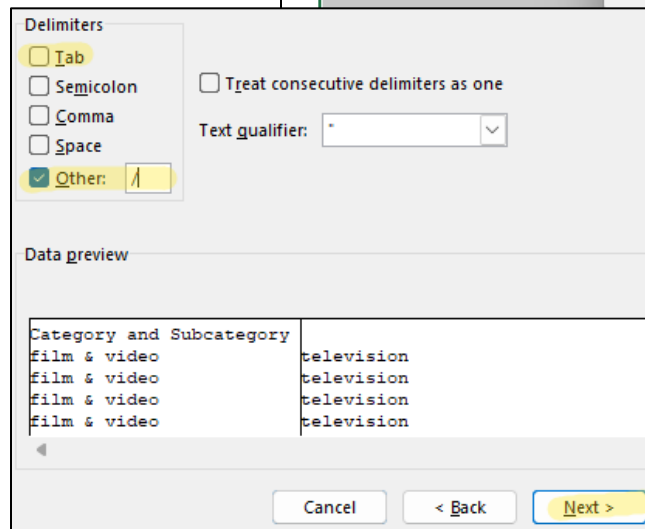 Delimiters
Tab
Semicolon
Treat consecutive delimiters as one
Comma
Text qualifier: "
Space
Other: /
Data preview
Category and Subcategory
film & video television
film & video television
film & video television
film & video television
Cancel < Back Next >